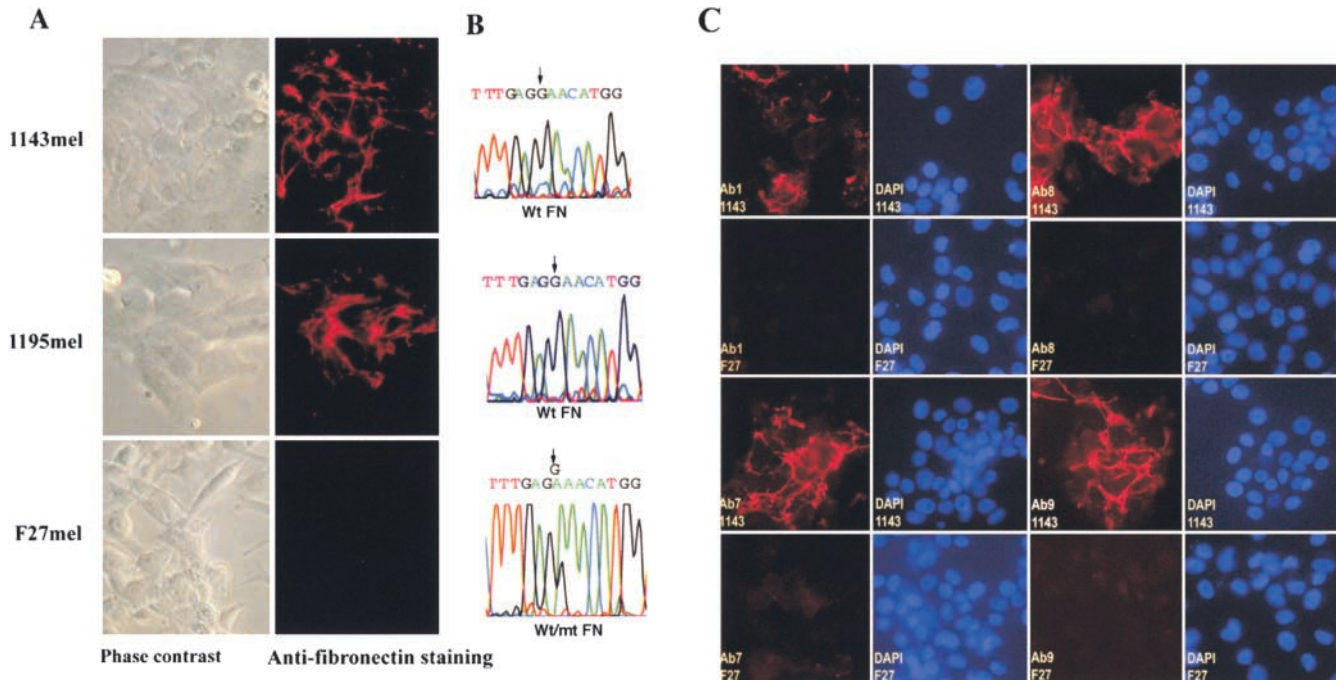 A
B
C
1143mel
1195mel
F27mel
Phase contrast
Anti-fibronectin staining
TTTGAGGAACATGG
Wt FN
TTTGAGGAACATGG
Wt FN
G
TTTGAGAAACATGG
Wt/mt FN
Ab1
1143
DAPI
1143
Ab8
1143
DAPI
1143
Ab1
F27
DAPI
F27
Ab8
F27
DAPI
F27
Ab7
1143
DAPI
1143
Ab9
1143
DAPI
1143
Ab7
F27
DAPI
F27
Ab9
F27
DAPI
F27